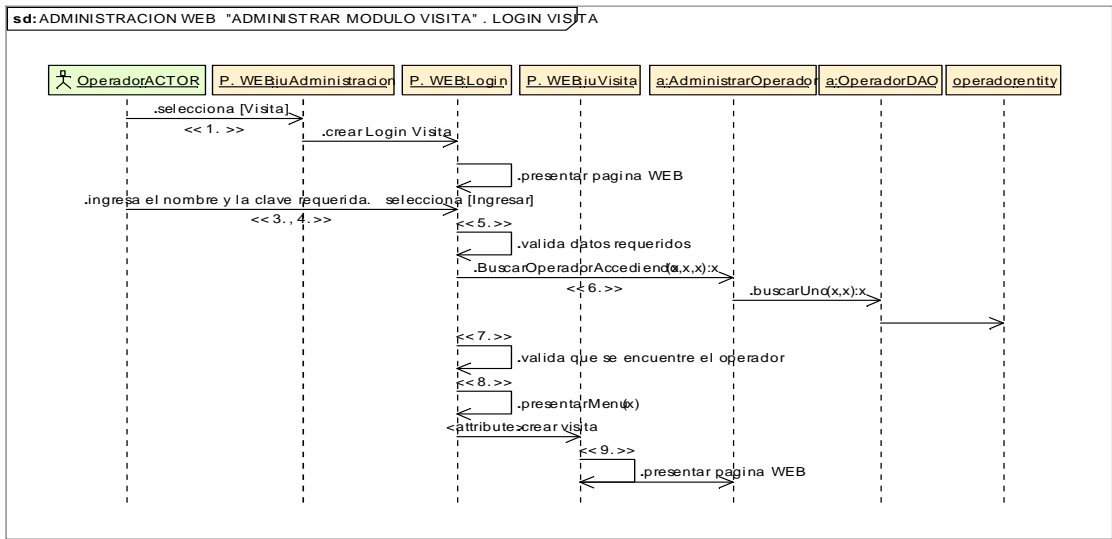 sd: ADMINISTRACION WEB "ADMINISTRAR MODULO VISITA" . LOGIN VISITA
OperadorACTOR
P. WEB:iuAdministracion
P. WEB:Login
P. WEB:iuVisita
a:AdministrarOperador
a:OperadorDAO
operadorentity
.selecciona [Visita]
<<1. >>
.crear Login Visita
.presentar pagina WEB
.ingresa el nombre y la clave requerida. selecciona [Ingresar]
<<3., 4. >>
<<5. >>
.valida datos requeridos
.BuscarOperadorAcciendo(x,x,x):x
<<6. >>
.buscarUno(x,x):x
<<7. >>
.valida que se encuentre el operador
<<8. >>
.presentarMenu(x)
<attribute>.crear visita
<<9. >>
.presentar pagina WEB